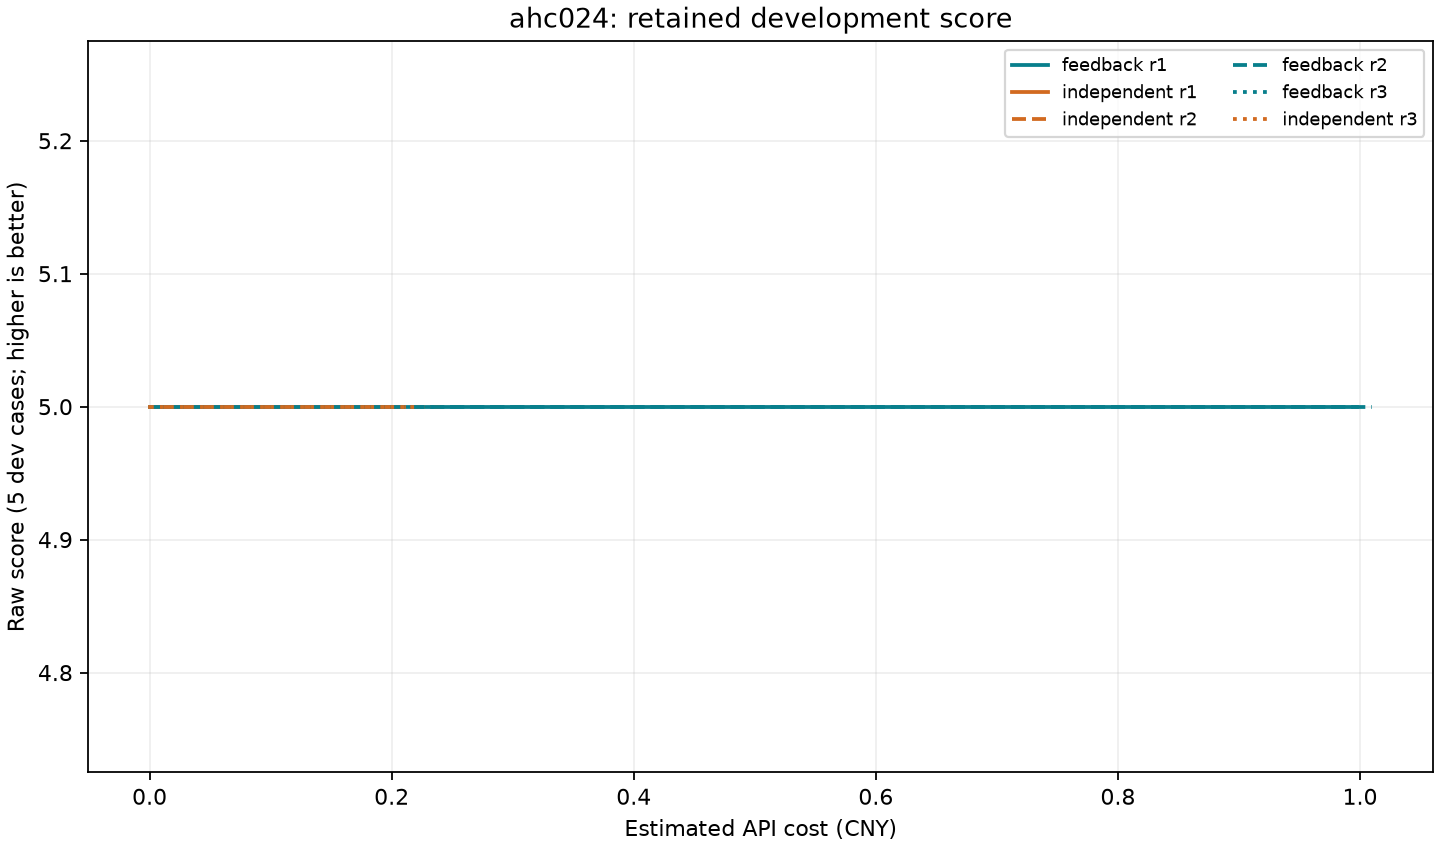 ahc024: retained development score
feedback r1
independent r1
independent r2
feedback r2
feedback r3
independent r3
Raw score (5 dev cases; higher is better)
5.2
5.1
5.0
4.9
4.8
0.0 0.2 0.4 0.6 0.8 1.0
Estimated API cost (CNY)